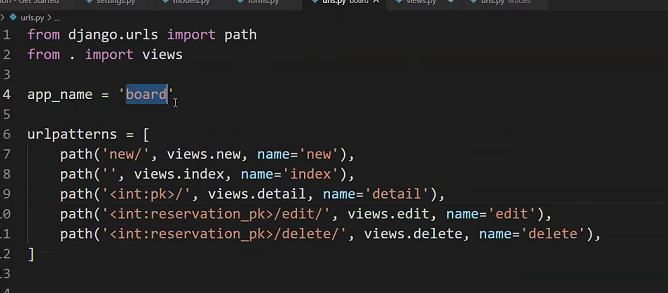 settings.py models.py forms.py urls.py board views.py urls.py articles
urls.py > ...
1 from django.urls import path
2 from . import views
3
4 app_name = 'board'
5
6 urlpatterns = [
7 path('new/', views.new, name='new'),
8 path('', views.index, name='index'),
9 path('<int:pk>/', views.detail, name='detail'),
10 path('<int:reservation_pk>/edit/', views.edit, name='edit'),
11 path('<int:reservation_pk>/delete/', views.delete, name='delete'),
12 ]
13